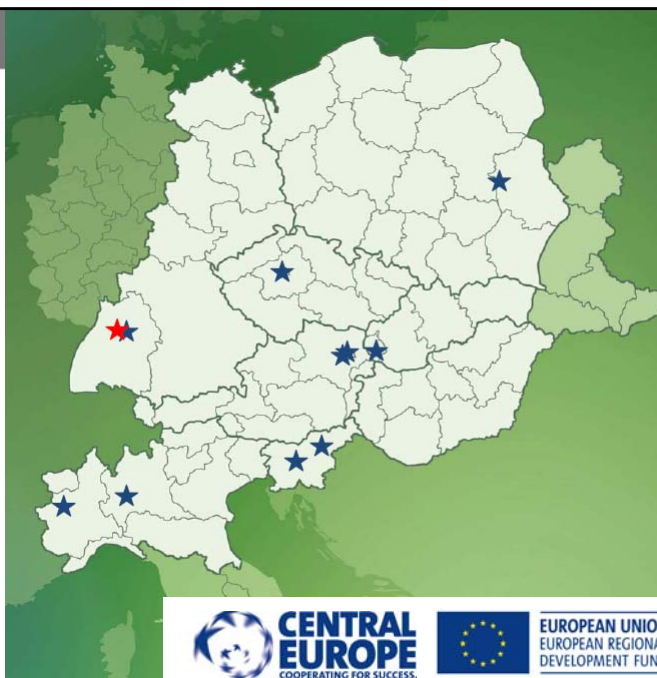 CENTRAL
EUROPE
COOPERATING FOR SUCCESS.
EUROPEAN UNIO
EUROPEAN REGIONA
DEVELOPMENT FUN